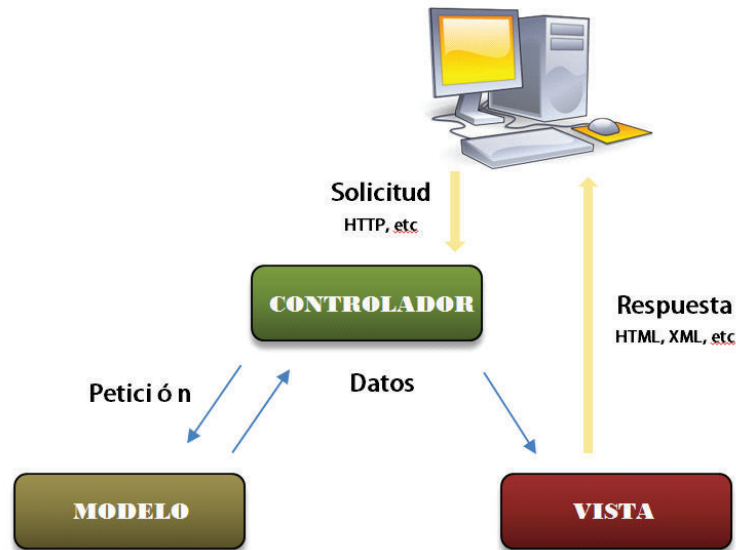 Solicitud
HTTP, etc
CONTROLADOR
Respuesta
HTML, XML, etc
Petici ó n
Datos
MODELO
VISTA